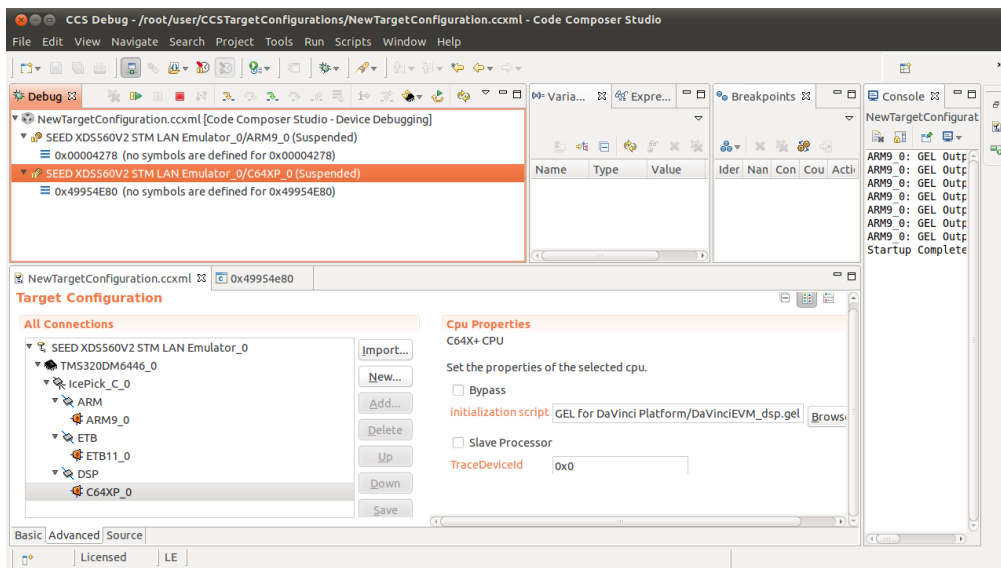 CCS Debug - /root/user/CCSTargetConfigurations/NewTargetConfiguration.ccxml - Code Composer Studio
File Edit View Navigate Search Project Tools Run Scripts Window Help
Debug
NewTargetConfiguration.ccxml [Code Composer Studio - Device Debugging]
SEED XDS560V2 STM LAN Emulator_0/ARM9_0 (Suspended)
0x00004278 (no symbols are defined for 0x00004278)
SEED XDS560V2 STM LAN Emulator_0/C64XP_0 (Suspended)
0x49954E80 (no symbols are defined for 0x49954E80)
(x)= Varia... Expre...
Name Type Value
Breakpoints
Ider Nan Con Cou Actio
Console
NewTargetConfigurat
ARM9_0: GEL Outp
ARM9_0: GEL Outp
ARM9_0: GEL Outp
ARM9_0: GEL Outp
ARM9_0: GEL Outp
ARM9_0: GEL Outp
ARM9_0: GEL Outp
Startup Complete
NewTargetConfiguration.ccxml 0x49954e80
Target Configuration
All Connections
SEED XDS560V2 STM LAN Emulator_0
TMS320DM6446_0
IcePick_C_0
ARM
ARM9_0
ETB
ETB11_0
DSP
C64XP_0
Import...
New...
Add...
Delete
Up
Down
Save
Cpu Properties
C64X+ CPU
Set the properties of the selected cpu.
Bypass
initialization script GEL for DaVinci Platform/DaVinciEVM_dsp.gel Brows
Slave Processor
TraceDeviceId 0x0
Basic Advanced Source
Licensed LE